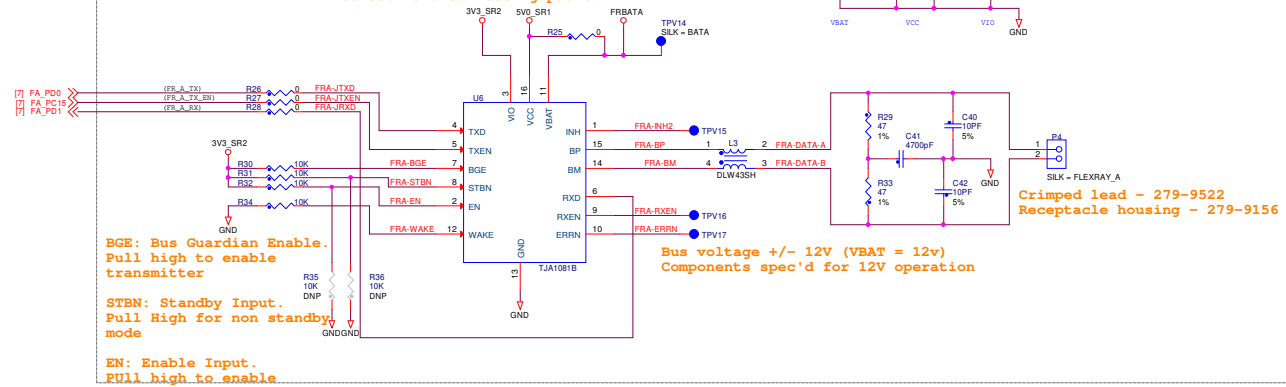 3V3_SR2
5V0_SR1
FRBATA
R25
0
TPV14
SILK = BATA
VBAT
VCC
VIO
GND
[7] FA_PD0
[7] FA_PC15
[7] FA_PD1
(FR_A_TX)
(FR_A_TX_EN)
(FR_A_RX)
R26
R27
R28
0
0
0
FRA-JTXD
FRA-JTXEN
FRA-JRXD
U6
3
16
11
VIO
VCC
VBAT
4
TXD
5
TXEN
7
BGE
8
STBN
2
EN
12
WAKE
INH
1
BP
15
BM
14
RXD
6
RXEN
9
ERRN
10
GND
13
TJA1081B
GND
3V3_SR2
R30
R31
R32
R34
10K
10K
10K
10K
FRA-BGE
FRA-STBN
FRA-EN
FRA-WAKE
GND
FRA-INH2
TPV15
FRA-BP
1
L3
2
FRA-DATA-A
FRA-BM
4
3
FRA-DATA-B
DLW43SH
FRA-RXEN
TPV16
FRA-ERRN
TPV17
R29
47
1%
C41
4700pF
C40
10PF
5%
R33
47
1%
C42
10PF
5%
GND
P4
1
2
SILK = FLEXRAY_A
Crimped lead - 279-9522
Receptacle housing - 279-9156
Bus voltage +/- 12V (VBAT = 12v)
Components spec'd for 12V operation
BGE: Bus Guardian Enable.
Pull high to enable
transmitter
R35
10K
DNP
R36
10K
DNP
STBN: Standby Input.
Pull High for non standby
mode
GND
GND
EN: Enable Input.
PUll high to enable